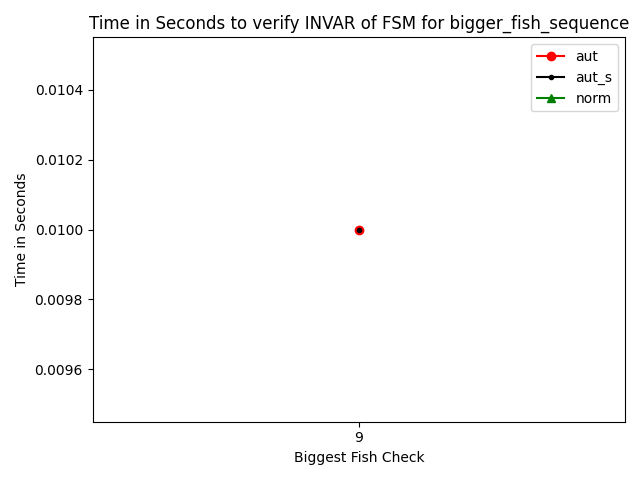 Time in Seconds to verify INVAR of FSM for bigger_fish_sequence
aut
aut_s
norm
0.0104
0.0102
0.0100
0.0098
0.0096
Time in Seconds
9
Biggest Fish Check